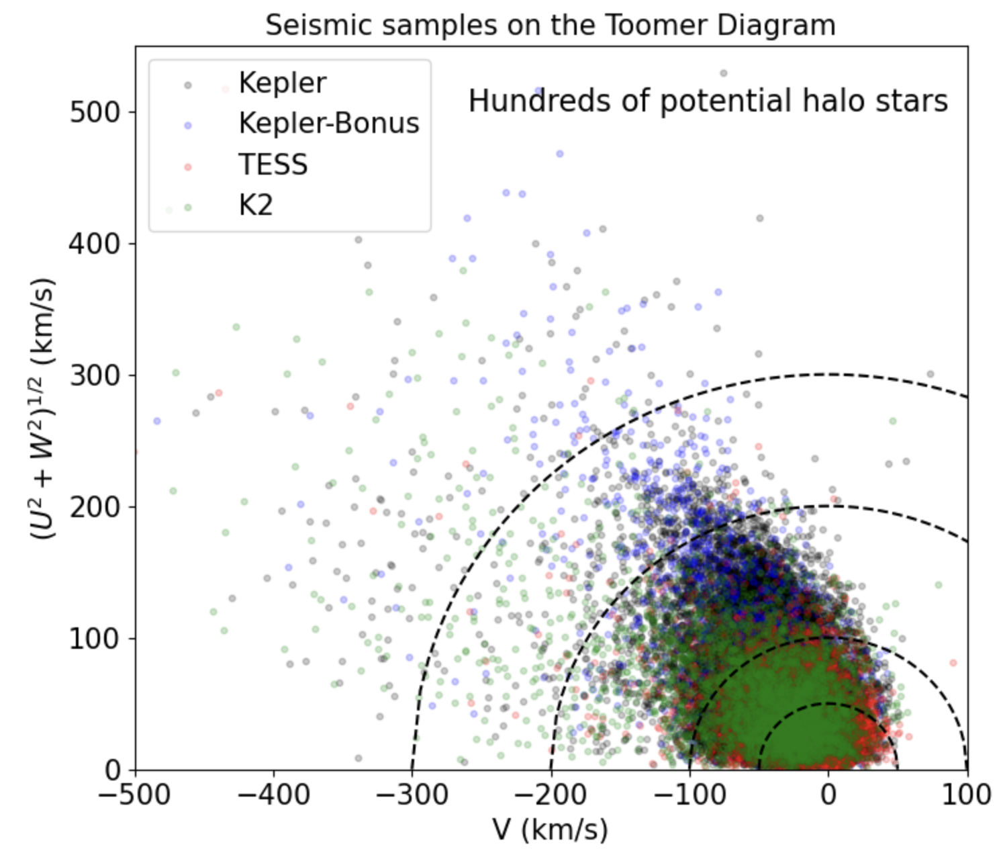 Seismic samples on the Toomer Diagram
Kepler
Kepler-Bonus
TESS
K2
Hundreds of potential halo stars
500
400
300
200
100
0
(U² + W²)^{1/2} (km/s)
−500 −400 −300 −200 −100 0 100
V (km/s)